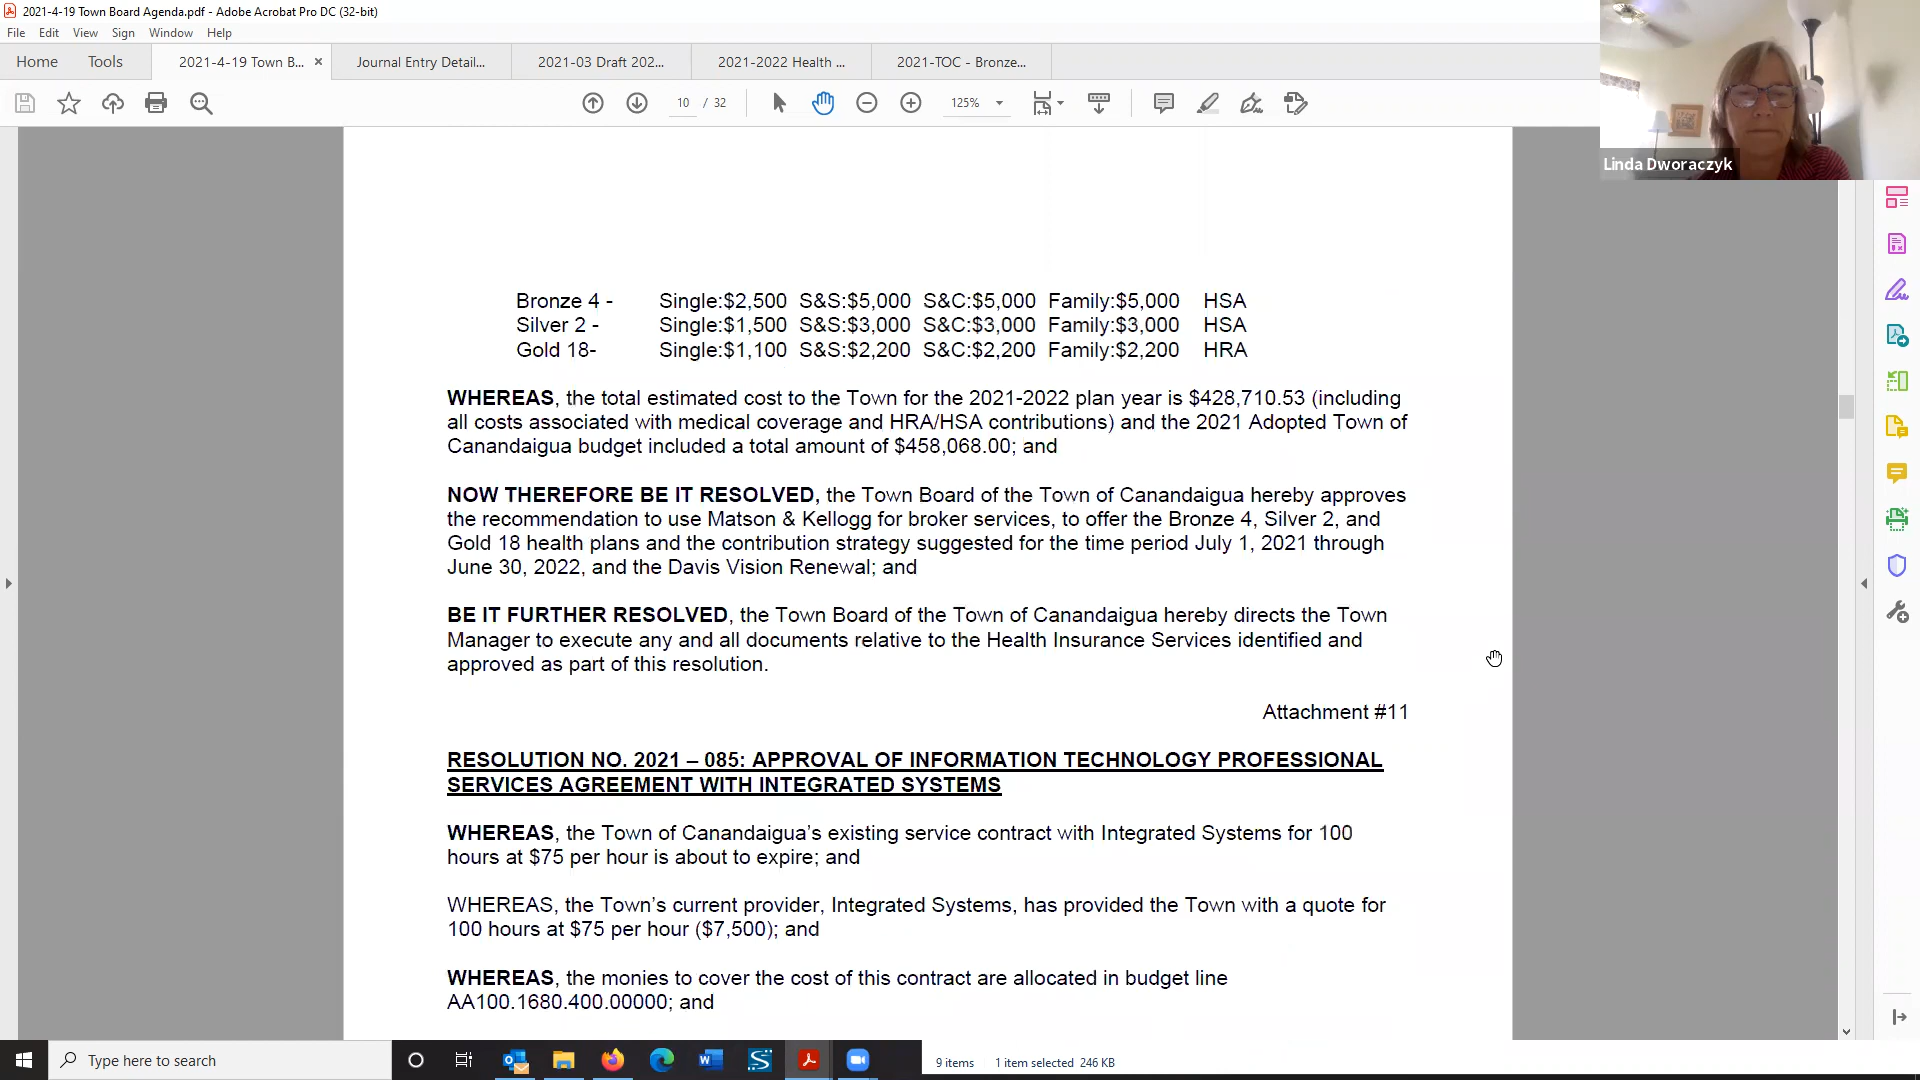 2021-4-19 Town Board Agenda.pdf - Adobe Acrobat Pro DC (32-bit)
File Edit View Sign Window Help
Home Tools 2021-4-19 Town B... × Journal Entry Detail... 2021-03 Draft 202... 2021-2022 Health ... 2021-TOC - Bronze...
10 / 32 125%
Linda Dworaczyk
Bronze 4 - Single:$2,500 S&S:$5,000 S&C:$5,000 Family:$5,000 HSA
Silver 2 - Single:$1,500 S&S:$3,000 S&C:$3,000 Family:$3,000 HSA
Gold 18- Single:$1,100 S&S:$2,200 S&C:$2,200 Family:$2,200 HRA
WHEREAS, the total estimated cost to the Town for the 2021-2022 plan year is $428,710.53 (including
all costs associated with medical coverage and HRA/HSA contributions) and the 2021 Adopted Town of
Canandaigua budget included a total amount of $458,068.00; and
NOW THEREFORE BE IT RESOLVED, the Town Board of the Town of Canandaigua hereby approves
the recommendation to use Matson & Kellogg for broker services, to offer the Bronze 4, Silver 2, and
Gold 18 health plans and the contribution strategy suggested for the time period July 1, 2021 through
June 30, 2022, and the Davis Vision Renewal; and
BE IT FURTHER RESOLVED, the Town Board of the Town of Canandaigua hereby directs the Town
Manager to execute any and all documents relative to the Health Insurance Services identified and
approved as part of this resolution.
Attachment #11
RESOLUTION NO. 2021 – 085: APPROVAL OF INFORMATION TECHNOLOGY PROFESSIONAL
SERVICES AGREEMENT WITH INTEGRATED SYSTEMS
WHEREAS, the Town of Canandaigua’s existing service contract with Integrated Systems for 100
hours at $75 per hour is about to expire; and
WHEREAS, the Town’s current provider, Integrated Systems, has provided the Town with a quote for
100 hours at $75 per hour ($7,500); and
WHEREAS, the monies to cover the cost of this contract are allocated in budget line
AA100.1680.400.00000; and
Type here to search
9 items 1 item selected 246 KB